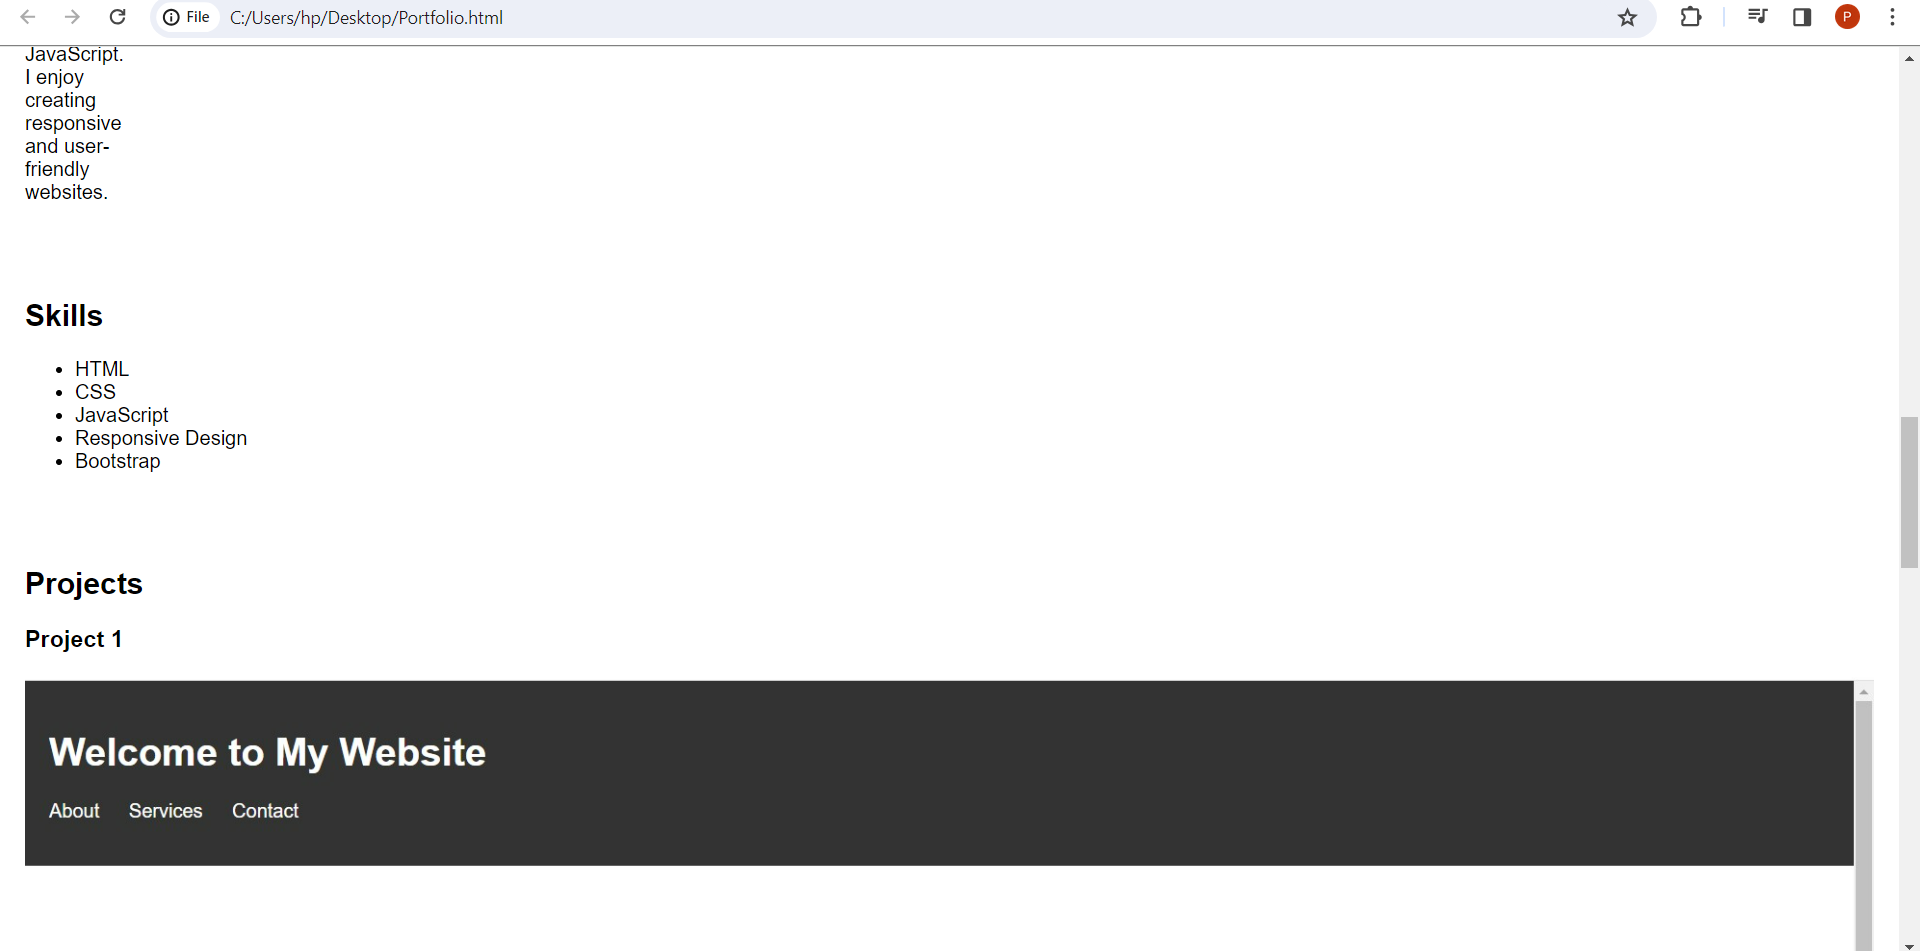 File C:/Users/hp/Desktop/Portfolio.html
P
JavaScript.
I enjoy
creating
responsive
and user-
friendly
websites.
Skills
• HTML
• CSS
• JavaScript
• Responsive Design
• Bootstrap
Projects
Project 1
Welcome to My Website
About Services Contact